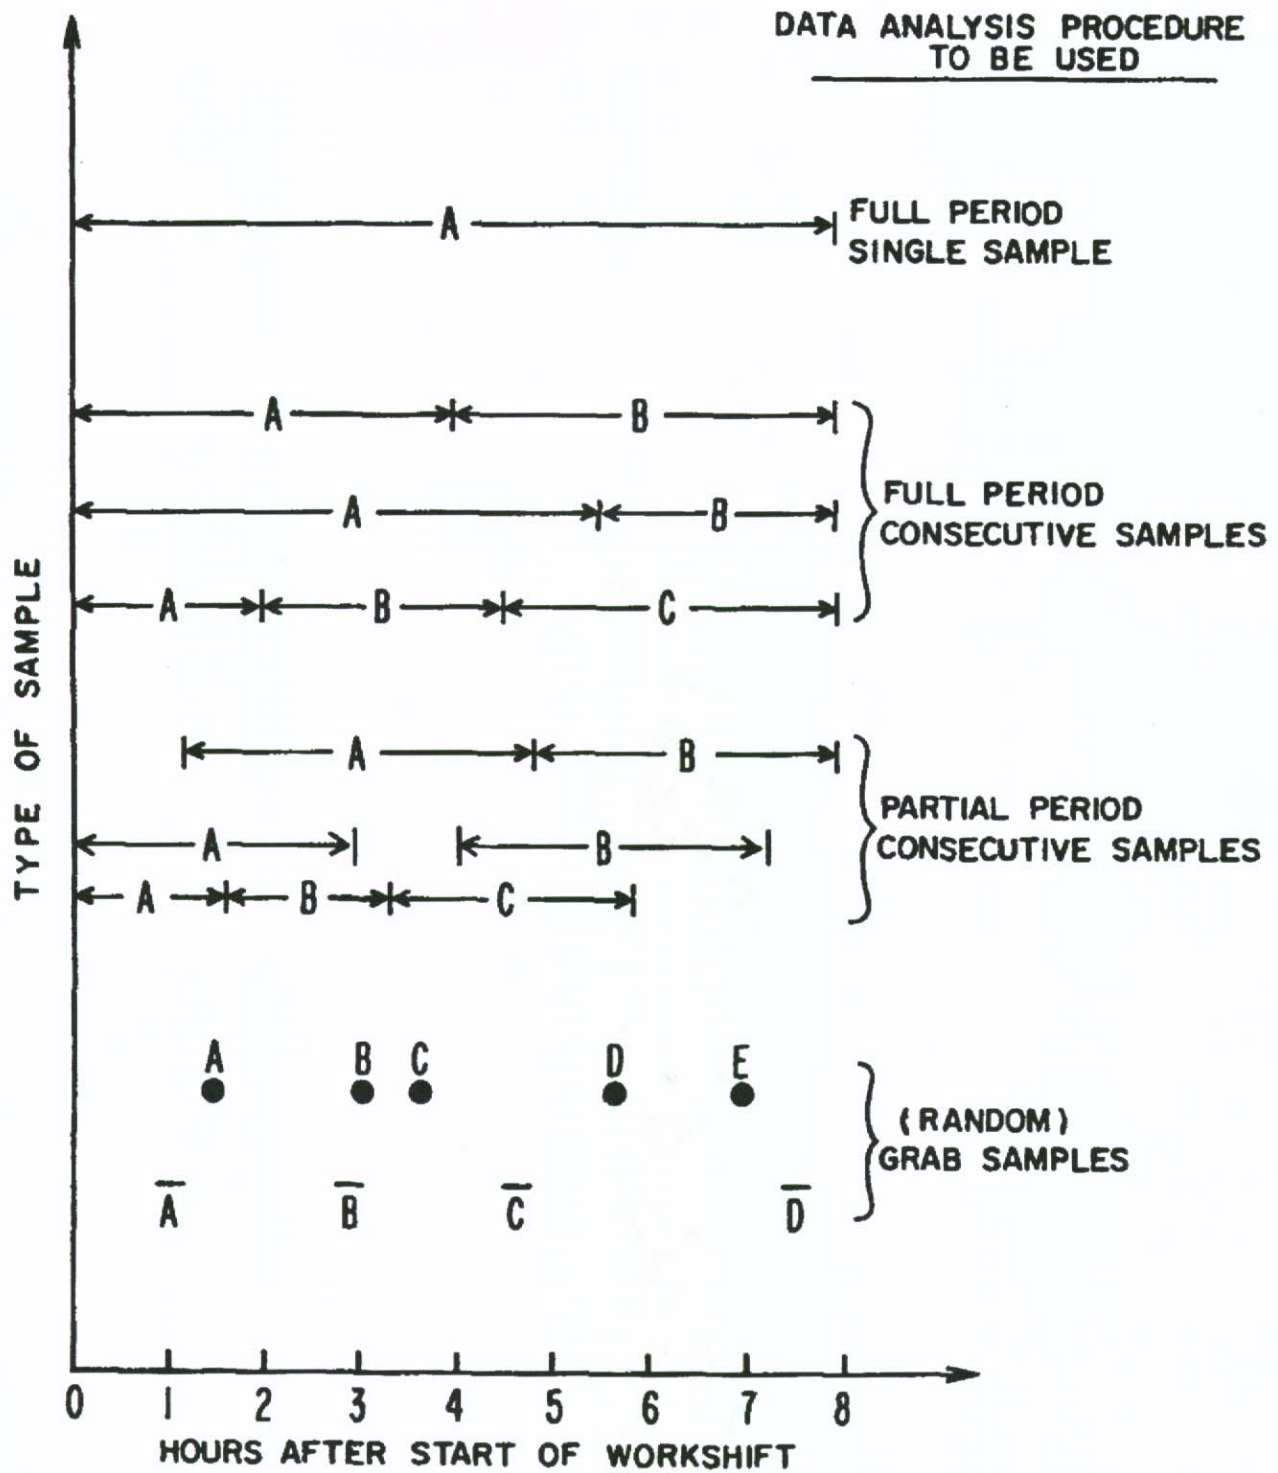 DATA ANALYSIS PROCEDURE
TO BE USED
A
FULL PERIOD
SINGLE SAMPLE
A B
A B
A B C
FULL PERIOD
CONSECUTIVE SAMPLES
A B
A B
A B C
PARTIAL PERIOD
CONSECUTIVE SAMPLES
A B C D E
A B C D
(RANDOM)
GRAB SAMPLES
TYPE OF SAMPLE
0 1 2 3 4 5 6 7 8
HOURS AFTER START OF WORKSHIFT